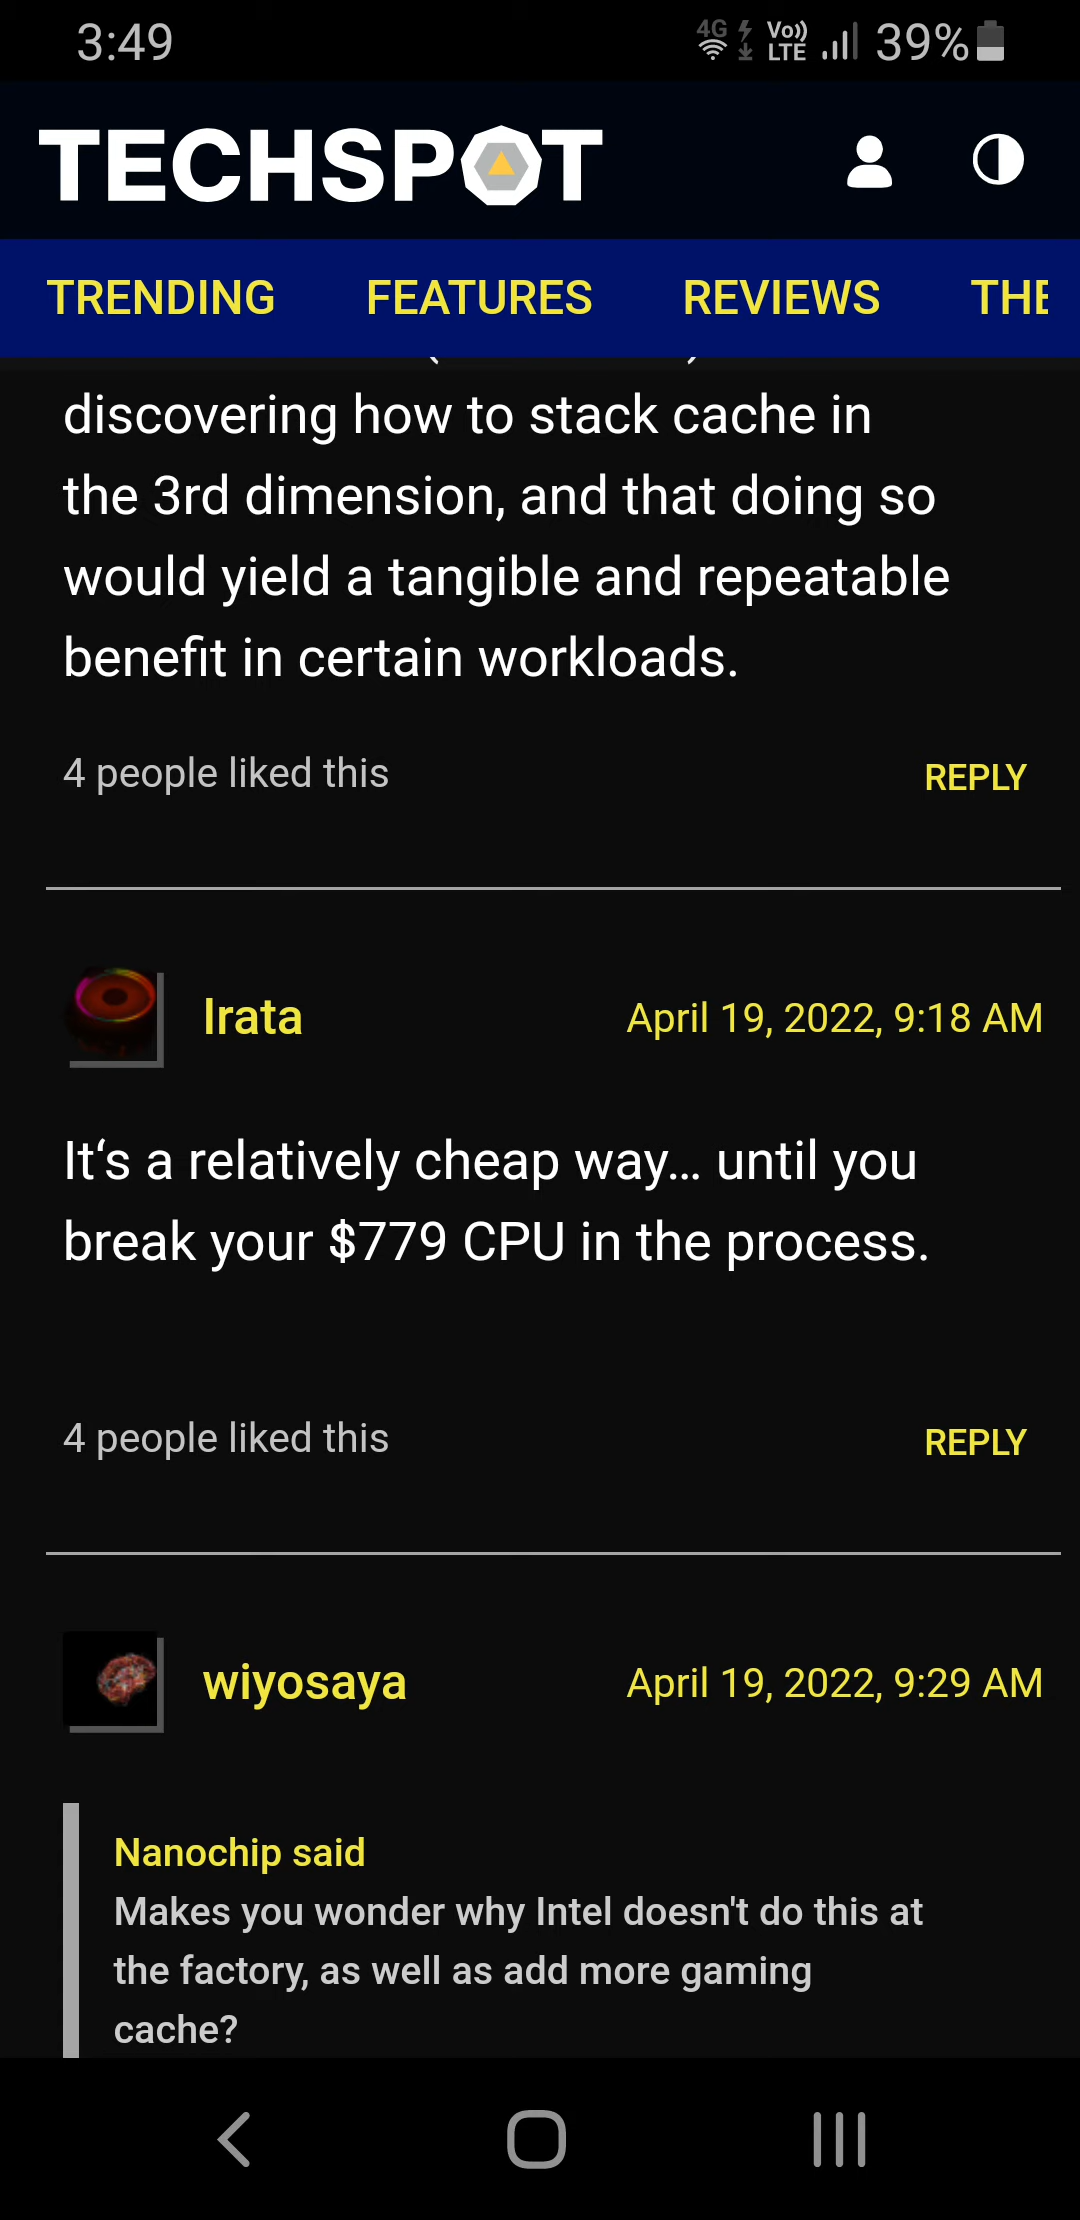 3:49 4G Vo)) LTE 39%
TECHSPOT
TRENDING FEATURES REVIEWS THE
discovering how to stack cache in
the 3rd dimension, and that doing so
would yield a tangible and repeatable
benefit in certain workloads.
4 people liked this REPLY
Irata April 19, 2022, 9:18 AM
It‘s a relatively cheap way… until you
break your $779 CPU in the process.
4 people liked this REPLY
wiyosaya April 19, 2022, 9:29 AM
Nanochip said
Makes you wonder why Intel doesn't do this at
the factory, as well as add more gaming
cache?